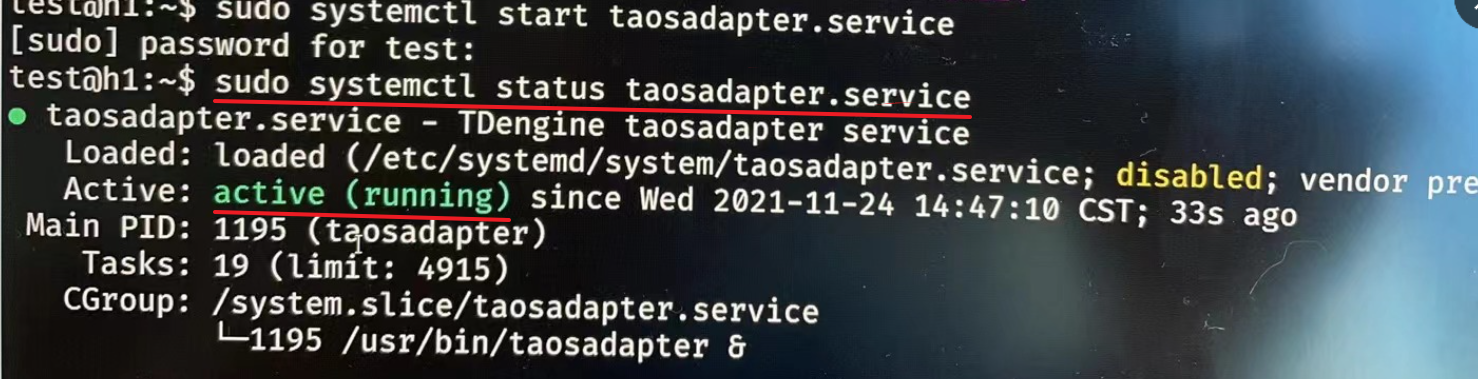 test@h1:~$ sudo systemctl start taosadapter.service
[sudo] password for test:
test@h1:~$ sudo systemctl status taosadapter.service
● taosadapter.service - TDengine taosadapter service
Loaded: loaded (/etc/systemd/system/taosadapter.service; disabled; vendor pre
Active: active (running) since Wed 2021-11-24 14:47:10 CST; 33s ago
Main PID: 1195 (taosadapter)
Tasks: 19 (limit: 4915)
CGroup: /system.slice/taosadapter.service
└─1195 /usr/bin/taosadapter &